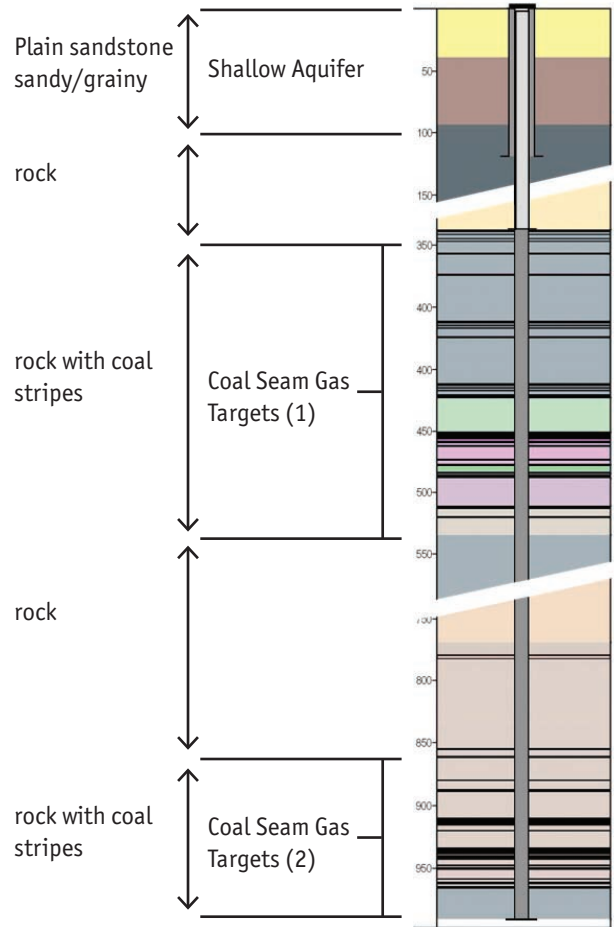 Plain sandstone
sandy/grainy
Shallow Aquifer
rock
rock with coal
stripes
Coal Seam Gas
Targets (1)
rock
rock with coal
stripes
Coal Seam Gas
Targets (2)
50
100
150
350
400
400
450
500
550
750
800
850
900
950